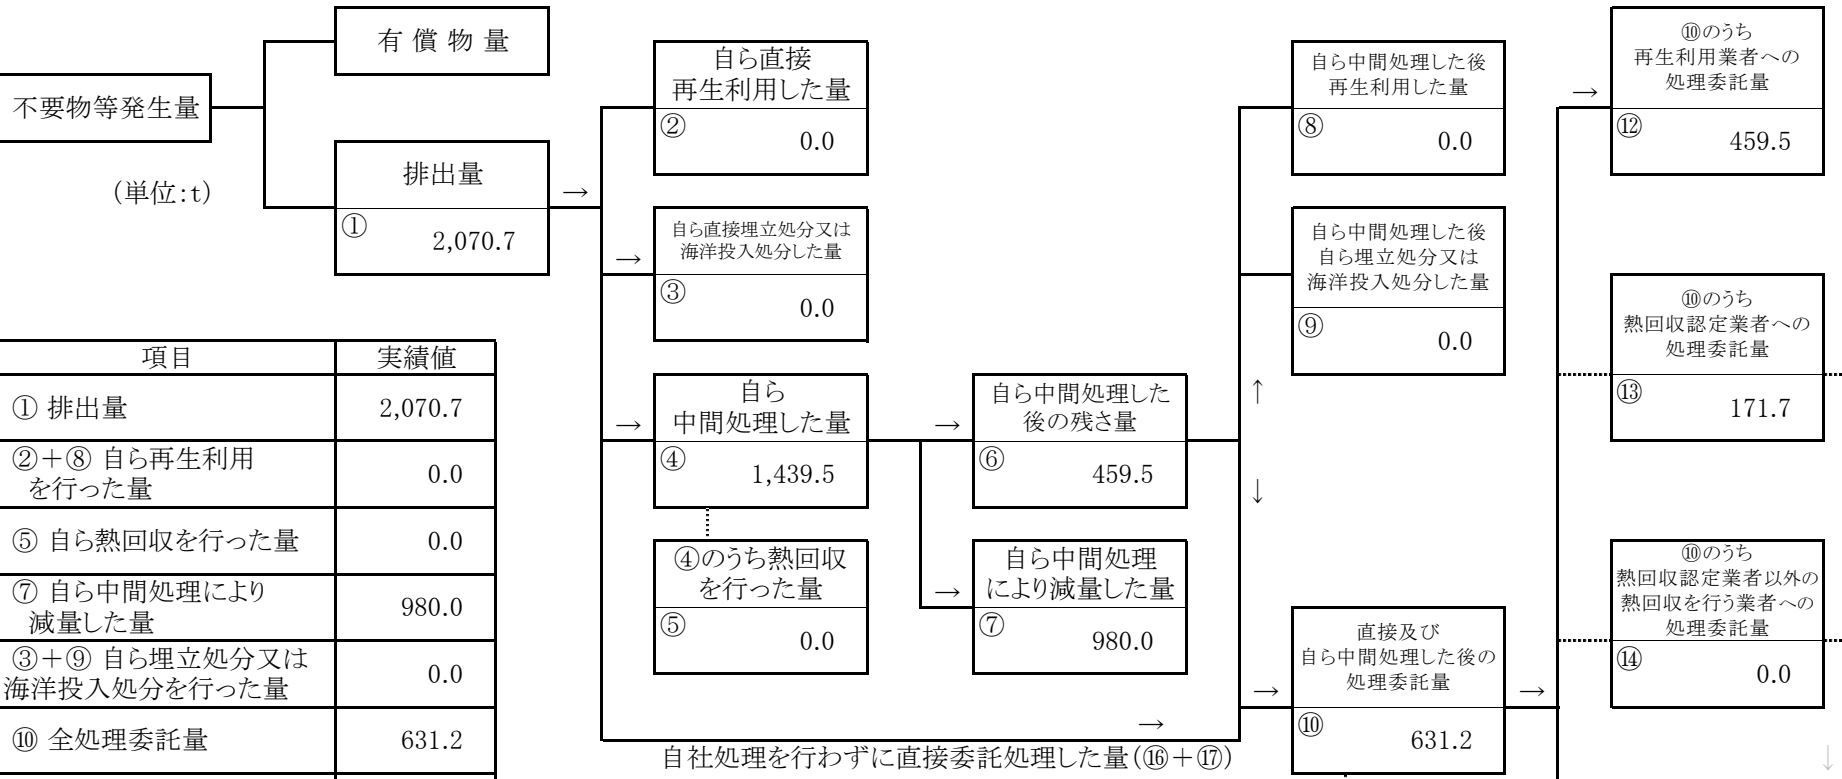 有償物量
不要物等発生量
(単位:t)
排出量
①
2,070.7
→
自ら直接
再生利用した量
②
0.0
→
自ら直接埋立処分又は
海洋投入処分した量
③
0.0
→
自ら
中間処理した量
④
1,439.5
④のうち熱回収
を行った量
⑤
0.0
→
自ら中間処理した
後の残さ量
⑥
459.5
→
自ら中間処理
により減量した量
⑦
980.0
→
自社処理を行わずに直接委託処理した量(⑯+⑰)
↑
↓
自ら中間処理した後
再生利用した量
⑧
0.0
自ら中間処理した後
自ら埋立処分又は
海洋投入処分した量
⑨
0.0
→
直接及び
自ら中間処理した後の
処理委託量
⑩
631.2
→
→
⑩のうち
再生利用業者への
処理委託量
⑫
459.5
⑩のうち
熱回収認定業者への
処理委託量
⑬
171.7
⑩のうち
熱回収認定業者以外の
熱回収を行う業者への
処理委託量
⑭
0.0
↓
項目 実績値
① 排出量 2,070.7
②+⑧ 自ら再生利用
を行った量 0.0
⑤ 自ら熱回収を行った量 0.0
⑦ 自ら中間処理により
減量した量 980.0
③+⑨ 自ら埋立処分又は
海洋投入処分を行った量 0.0
⑩ 全処理委託量 631.2